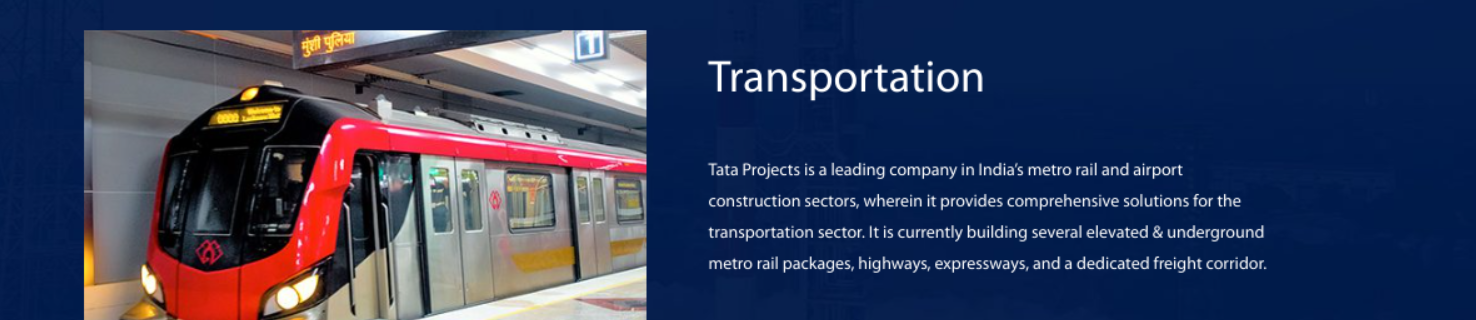 मुंशी पुलिया
Transportation
Tata Projects is a leading company in India's metro rail and airport
construction sectors, wherein it provides comprehensive solutions for the
transportation sector. It is currently building several elevated & underground
metro rail packages, highways, expressways, and a dedicated freight corridor.